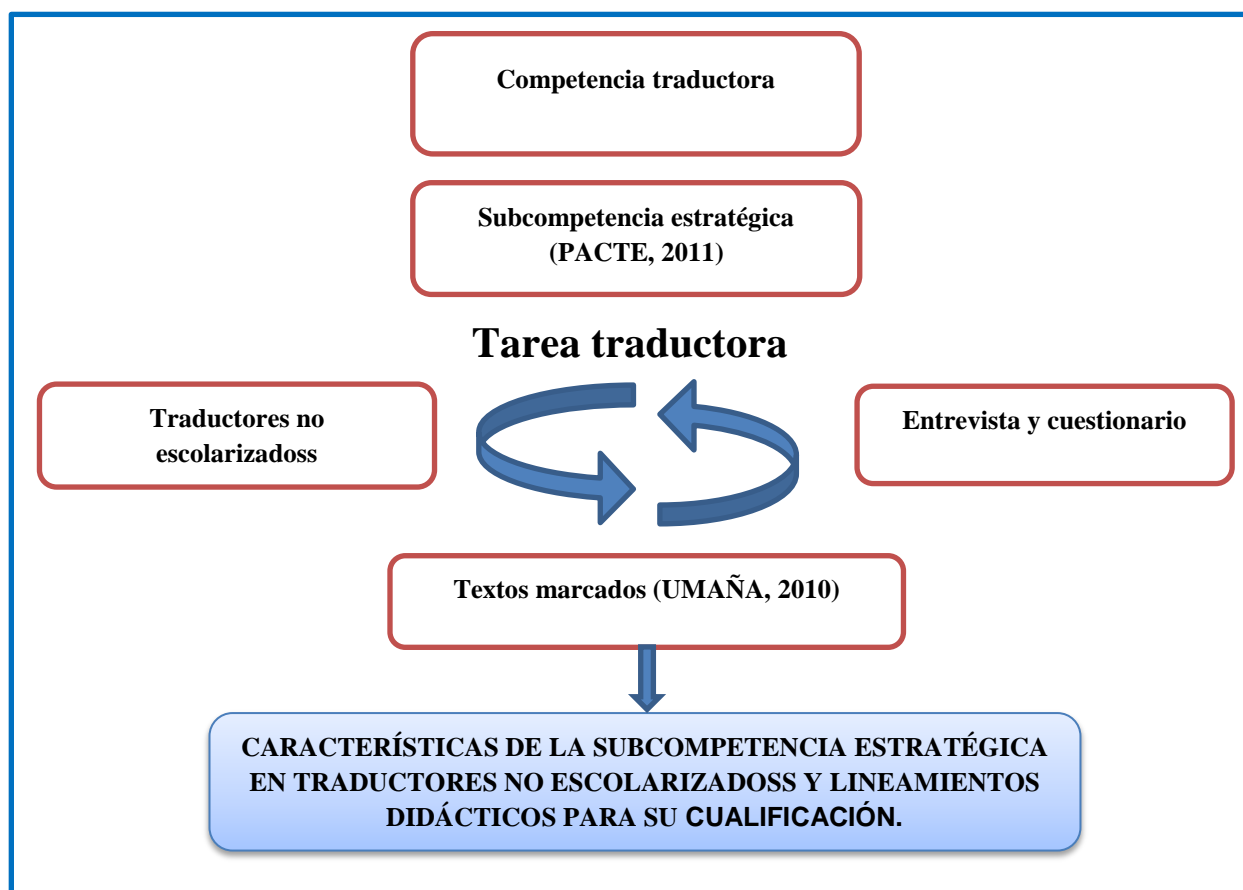 Competencia traductora
Subcompetencia estratégica
(PACTE, 2011)
Tarea traductora
Traductores no
escolarizadoss
Entrevista y cuestionario
Textos marcados (UMAÑA, 2010)
CARACTERÍSTICAS DE LA SUBCOMPETENCIA ESTRATÉGICA
EN TRADUCTORES NO ESCOLARIZADOSS Y LINEAMIENTOS
DIDÁCTICOS PARA SU CUALIFICACIÓN.